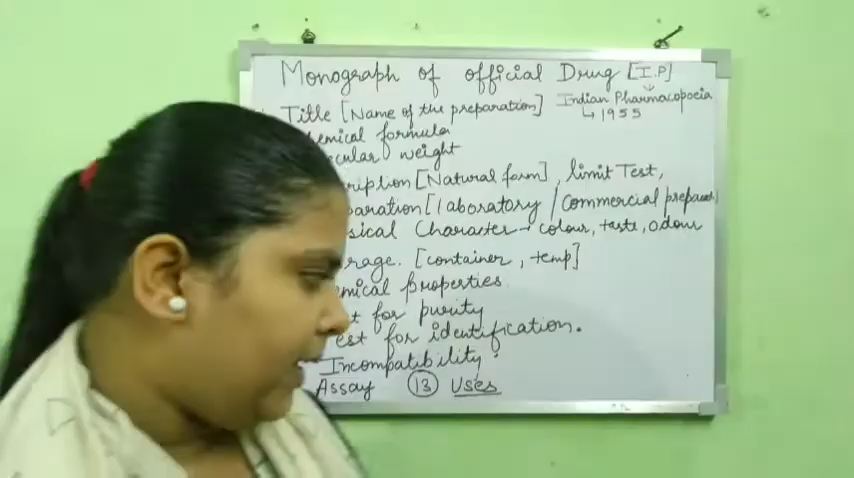 Monograph of official Drug [I.P]
Title [Name of the preparation]
Indian Pharmacopoeia
↳ 1955
hemical formula
ecular weight
ription [Natural form], limit Test,
paration [laboratory / Commercial
sical Character → colour, taste, odour
rage. [container, temp]
mical properties
t for purity
est for identification.
Incompatibility.
Assay (13) Uses